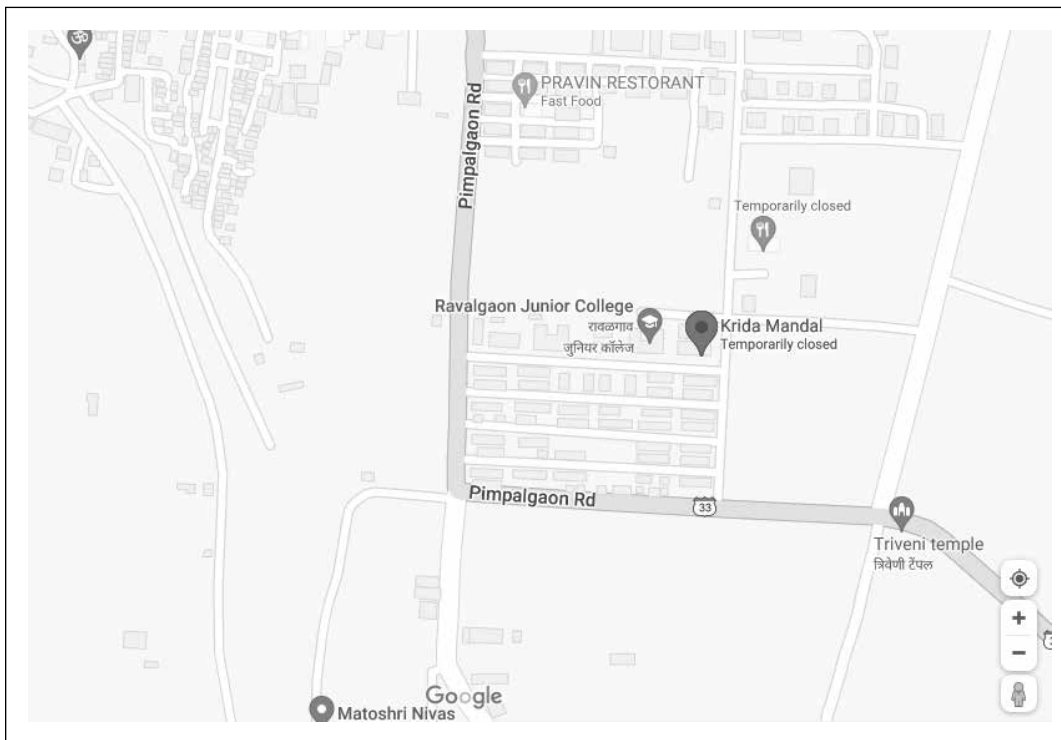 ॐ
PRAVIN RESTORANT
Fast Food
Pimpalgaon Rd
Temporarily closed
Ravalgaon Junior College
रावळगाव
जुनियर कॉलेज
Krida Mandal
Temporarily closed
Pimpalgaon Rd
33
Triveni temple
त्रिवेणी टेंपल
+
−
Google
Matoshri Nivas